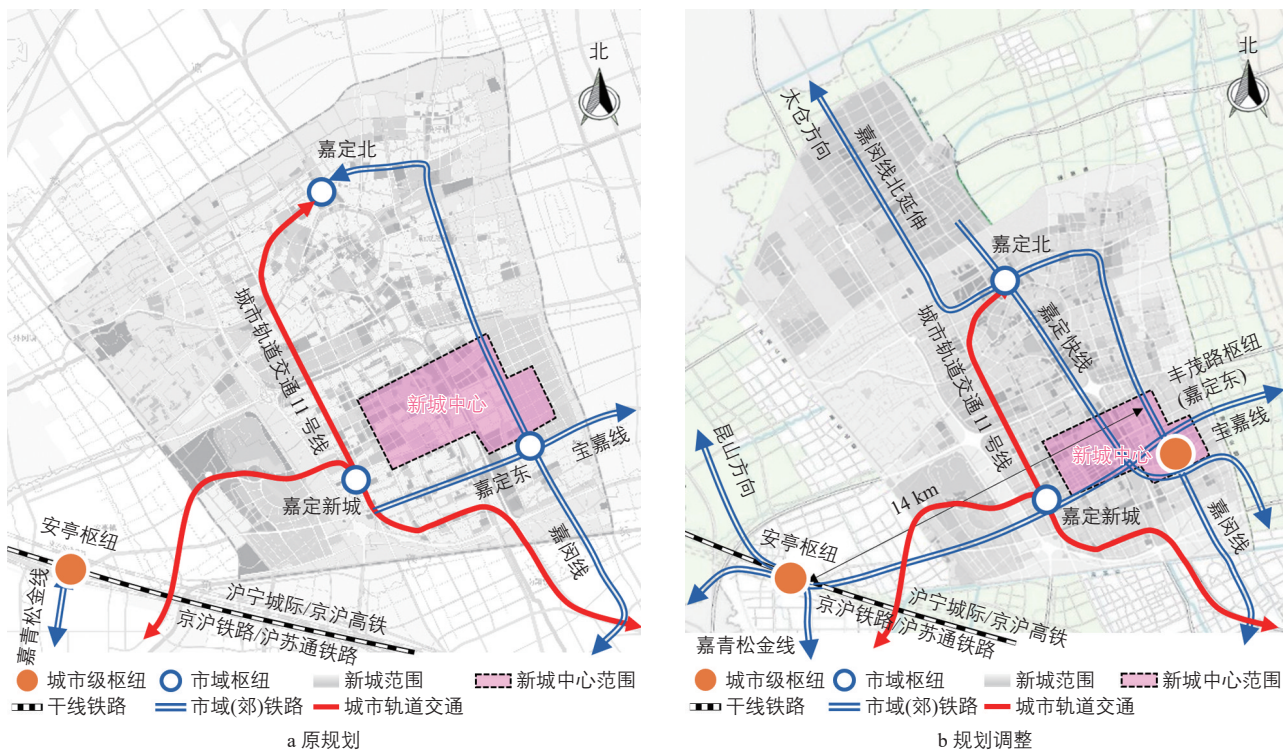 北
嘉定北
城市轨道交通11号线
新城中心
嘉定东
宝嘉线
嘉定新城
嘉闵线
安亭枢纽
嘉青松金线
沪宁城际/京沪高铁
京沪铁路/沪苏通铁路
城市级枢纽
市域枢纽
新城范围
新城中心范围
干线铁路
市域(郊)铁路
城市轨道交通
a 原规划
北
太仓方向
嘉闵线北延伸
嘉定北
城市轨道交通11号线
嘉定快线
丰茂路枢纽
(嘉定东)
宝嘉线
昆山方向
新城中心
14 km
嘉定新城
嘉闵线
安亭枢纽
沪宁城际/京沪高铁
京沪铁路/沪苏通铁路
嘉青松金线
城市级枢纽
市域枢纽
新城范围
新城中心范围
干线铁路
市域(郊)铁路
城市轨道交通
b 规划调整